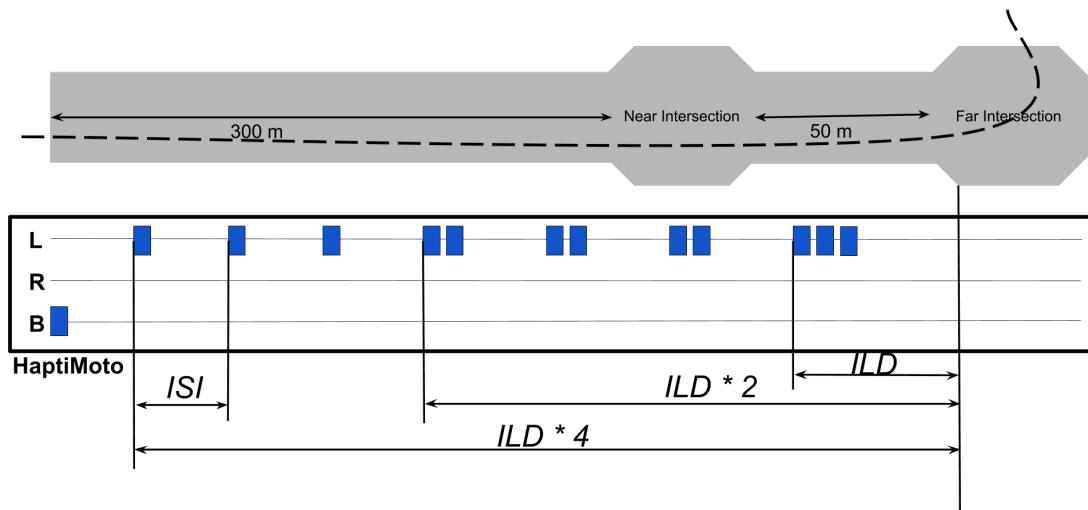 300 m
Near Intersection
50 m
Far Intersection
L
R
B
HaptiMoto
ISI
ILD
ILD * 2
ILD * 4